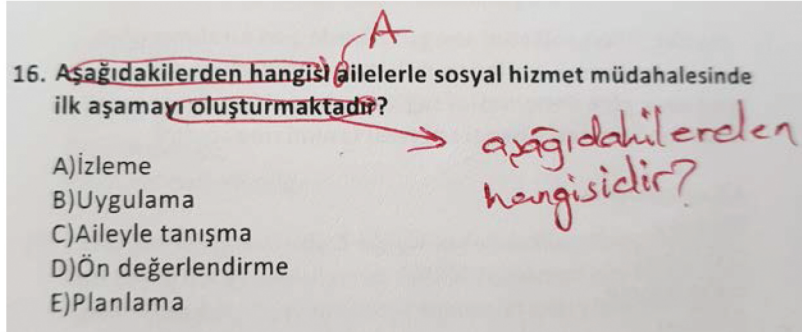 A
16. Aşağıdakilerden hangisi ailelerle sosyal hizmet müdahalesinde
ilk aşamayı oluşturmaktadır?
aşağıdakilerden
hangisidir?
A)İzleme
B)Uygulama
C)Aileyle tanışma
D)Ön değerlendirme
E)Planlama